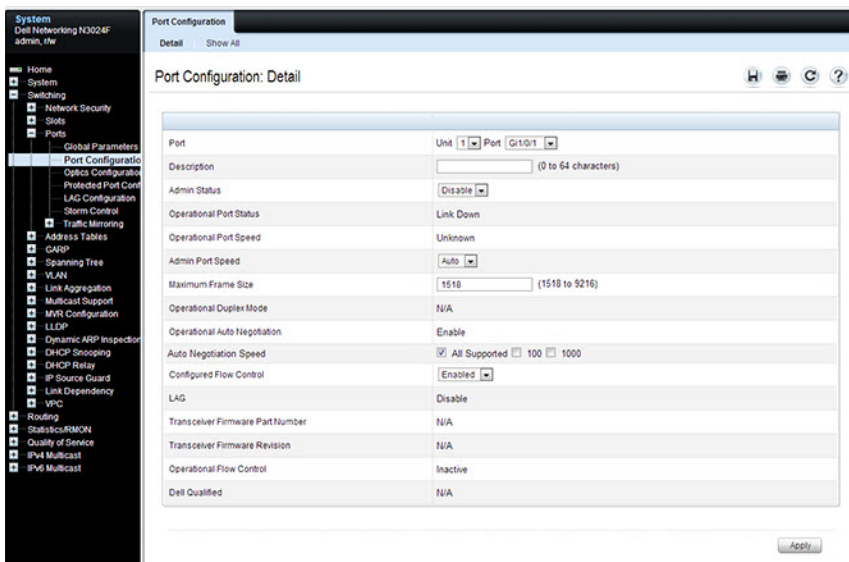 System
Dell Networking N3024F
admin, r/w
Home
System
Switching
Network Security
Slots
Ports
Global Parameters
Port Configuratio
Optics Configuration
Protected Port Conf
LAG Configuration
Storm Control
Traffic Mirroring
Address Tables
GARP
Spanning Tree
VLAN
Link Aggregation
Multicast Support
MVR Configuration
LLDP
Dynamic ARP Inspection
DHCP Snooping
DHCP Relay
IP Source Guard
Link Dependency
VPC
Routing
Statistics/RMON
Quality of Service
IPv4 Multicast
IPv6 Multicast
Port Configuration
Detail Show All
Port Configuration: Detail
Port Unit 1 Port Gi1/0/1
Description (0 to 64 characters)
Admin Status Disable
Operational Port Status Link Down
Operational Port Speed Unknown
Admin Port Speed Auto
Maximum Frame Size 1518 (1518 to 9216)
Operational Duplex Mode N/A
Operational Auto Negotiation Enable
Auto Negotiation Speed All Supported 100 1000
Configured Flow Control Enabled
LAG Disable
Transceiver Firmware Part Number N/A
Transceiver Firmware Revision N/A
Operational Flow Control Inactive
Dell Qualified N/A
Apply